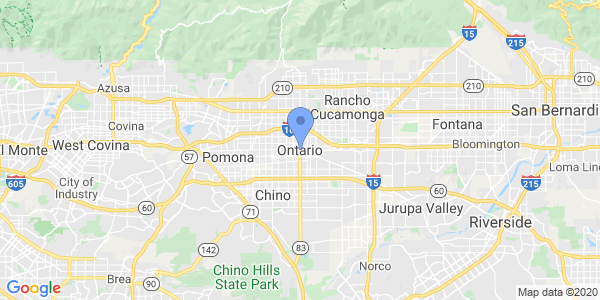 15
215
210
210
Azusa
Rancho
Cucamonga
San Bernardi
Covina
Fontana
10
El Monte
West Covina
Bloomington
Ontario
57
Pomona
Loma Lin
605
City of
Industry
15
60
215
Chino
60
71
Jurupa Valley
Riverside
142
83
Chino Hills
State Park
Norco
Brea
90
Google
Map data ©2020